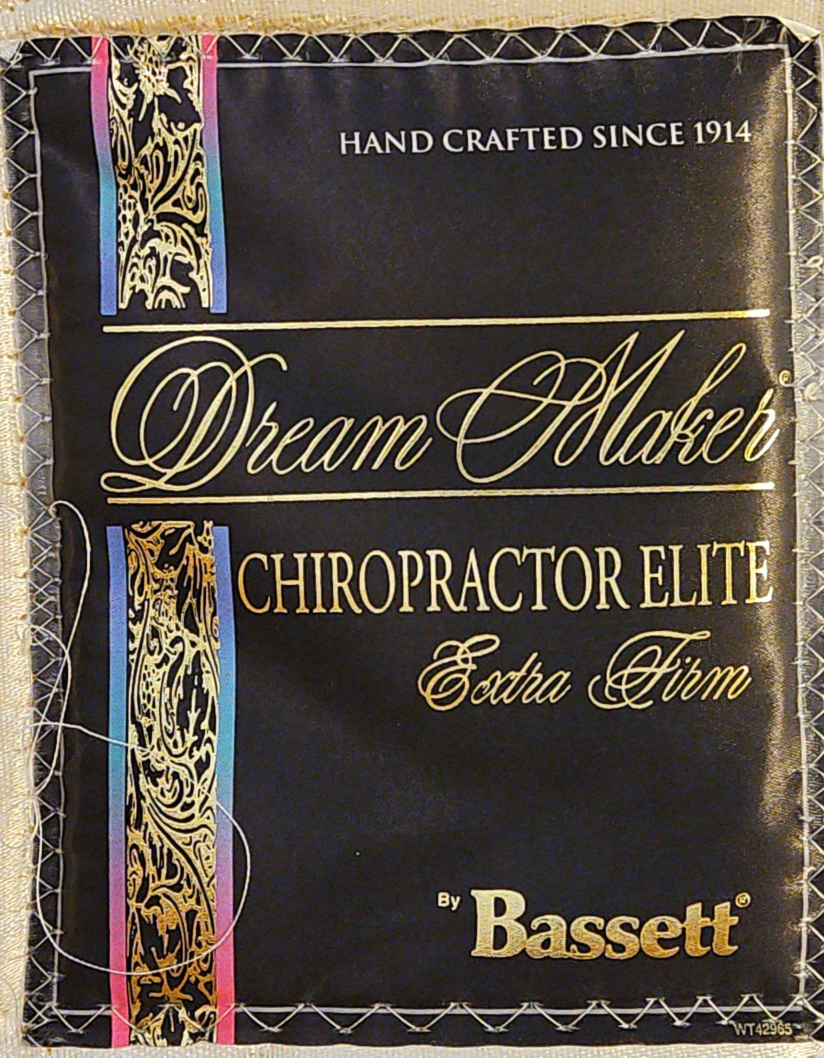 HAND CRAFTED SINCE 1914
Dream Maker®
CHIROPRACTOR ELITE
Extra Firm
By Bassett®
WT42965